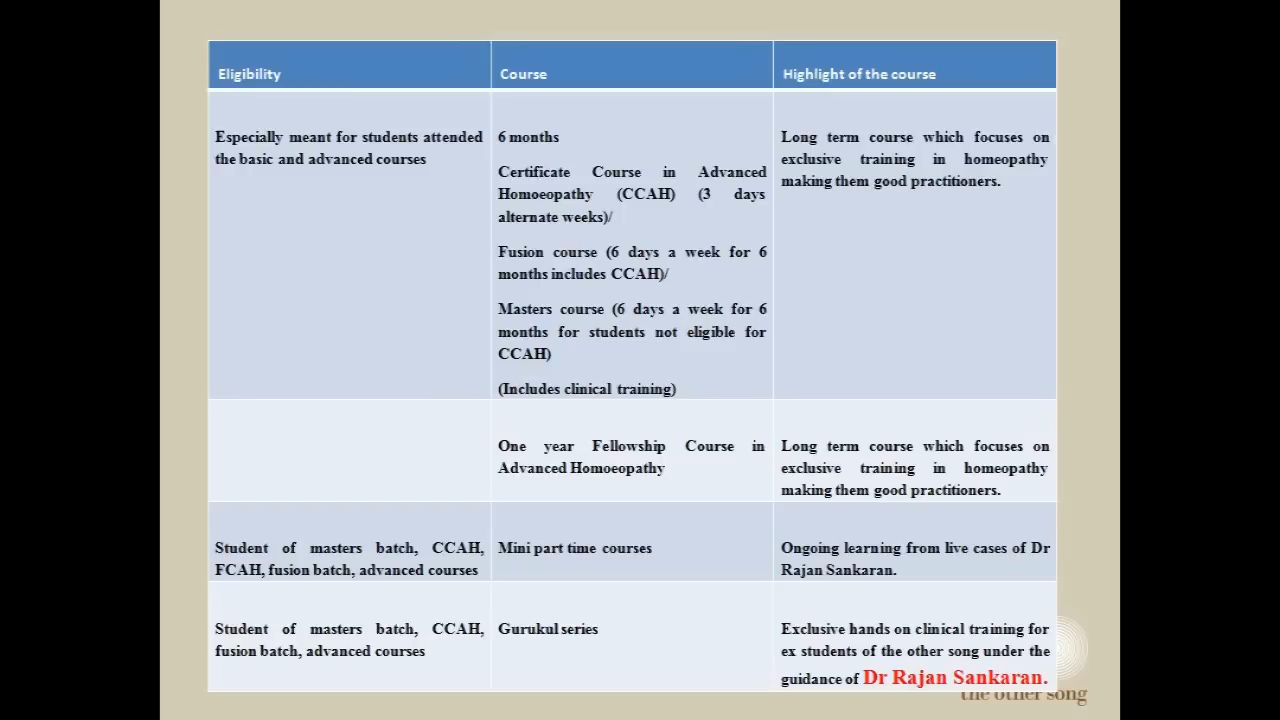 Eligibility
Course
Highlight of the course
Especially meant for students attended
the basic and advanced courses
6 months
Certificate Course in Advanced
Homoeopathy (CCAH) (3 days
alternate weeks)/
Fusion course (6 days a week for 6
months includes CCAH)/
Masters course (6 days a week for 6
months for students not eligible for
CCAH)
(Includes clinical training)
Long term course which focuses on
exclusive training in homeopathy
making them good practitioners.
One year Fellowship Course in
Advanced Homoeopathy
Long term course which focuses on
exclusive training in homeopathy
making them good practitioners.
Student of masters batch, CCAH,
FCAH, fusion batch, advanced courses
Mini part time courses
Ongoing learning from live cases of Dr
Rajan Sankaran.
Student of masters batch, CCAH,
fusion batch, advanced courses
Gurukul series
Exclusive hands on clinical training for
ex students of the other song under the
guidance of Dr Rajan Sankaran.
the other song